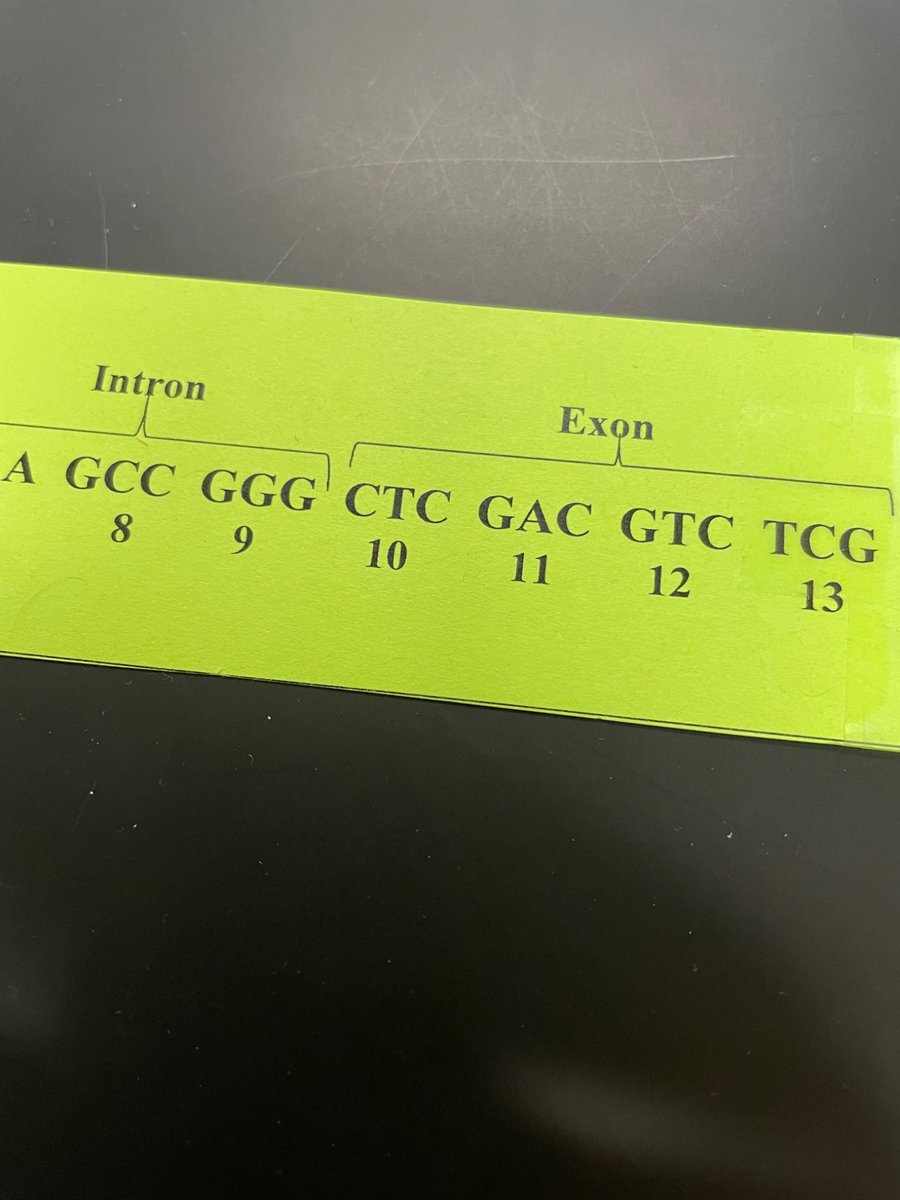 Intron Exon
A GCC GGG CTC GAC GTC TCG
8 9 10 11 12 13